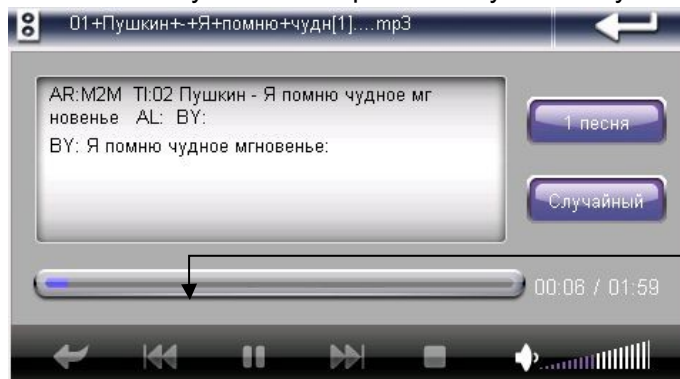 01+Пушкин+-+Я+помню+чудн[1]....mp3
AR:M2M TI:02 Пушкин - Я помню чудное мг
новенье AL: BY:
BY: Я помню чудное мгновенье:
1 песня
Случайный
00:06 / 01:59